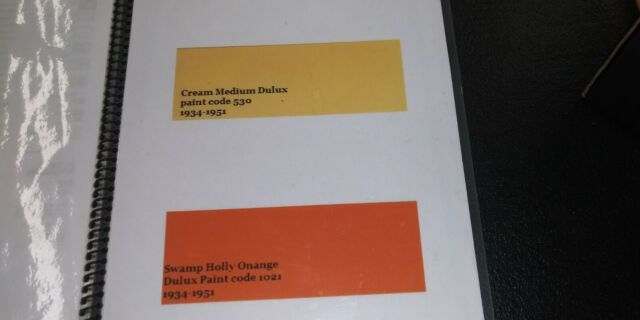 Cream Medium Dulux
paint code 530
1934-1951
Swamp Holly Onange
Dulux Paint code 1021
1934-1951